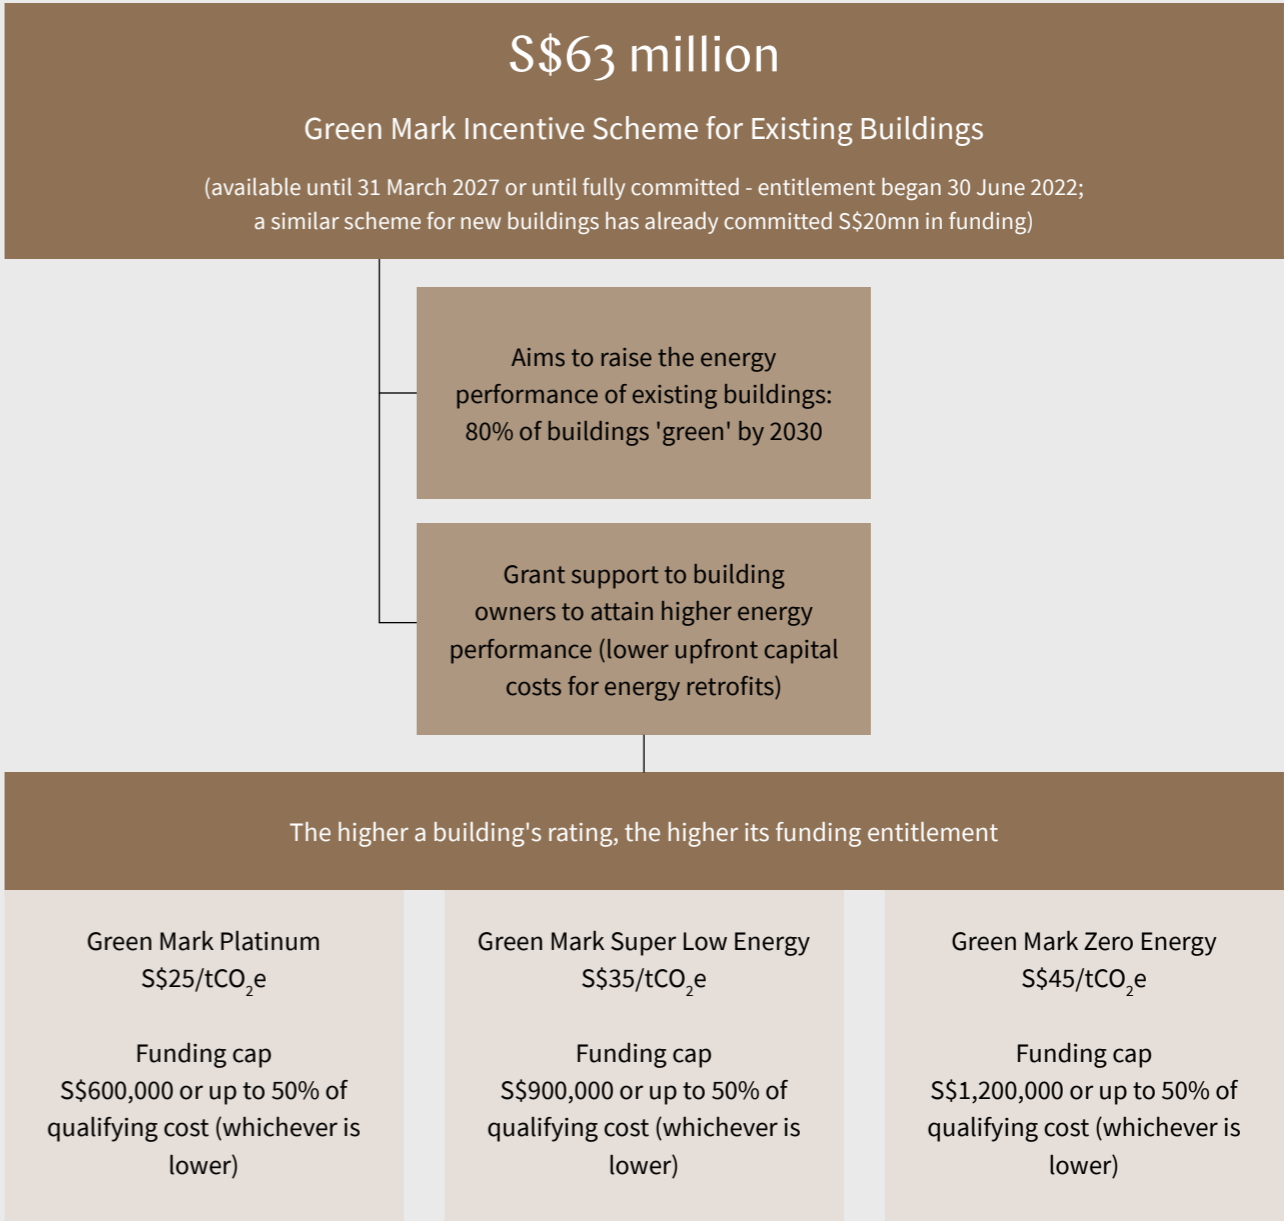 S$63 million
Green Mark Incentive Scheme for Existing Buildings
(available until 31 March 2027 or until fully committed - entitlement began 30 June 2022;
a similar scheme for new buildings has already committed S$20mn in funding)
Aims to raise the energy
performance of existing buildings:
80% of buildings 'green' by 2030
Grant support to building
owners to attain higher energy
performance (lower upfront capital
costs for energy retrofits)
The higher a building's rating, the higher its funding entitlement
Green Mark Platinum
S$25/tCO₂e
Funding cap
S$600,000 or up to 50% of
qualifying cost (whichever is
lower)
Green Mark Super Low Energy
S$35/tCO₂e
Funding cap
S$900,000 or up to 50% of
qualifying cost (whichever is
lower)
Green Mark Zero Energy
S$45/tCO₂e
Funding cap
S$1,200,000 or up to 50% of
qualifying cost (whichever is
lower)